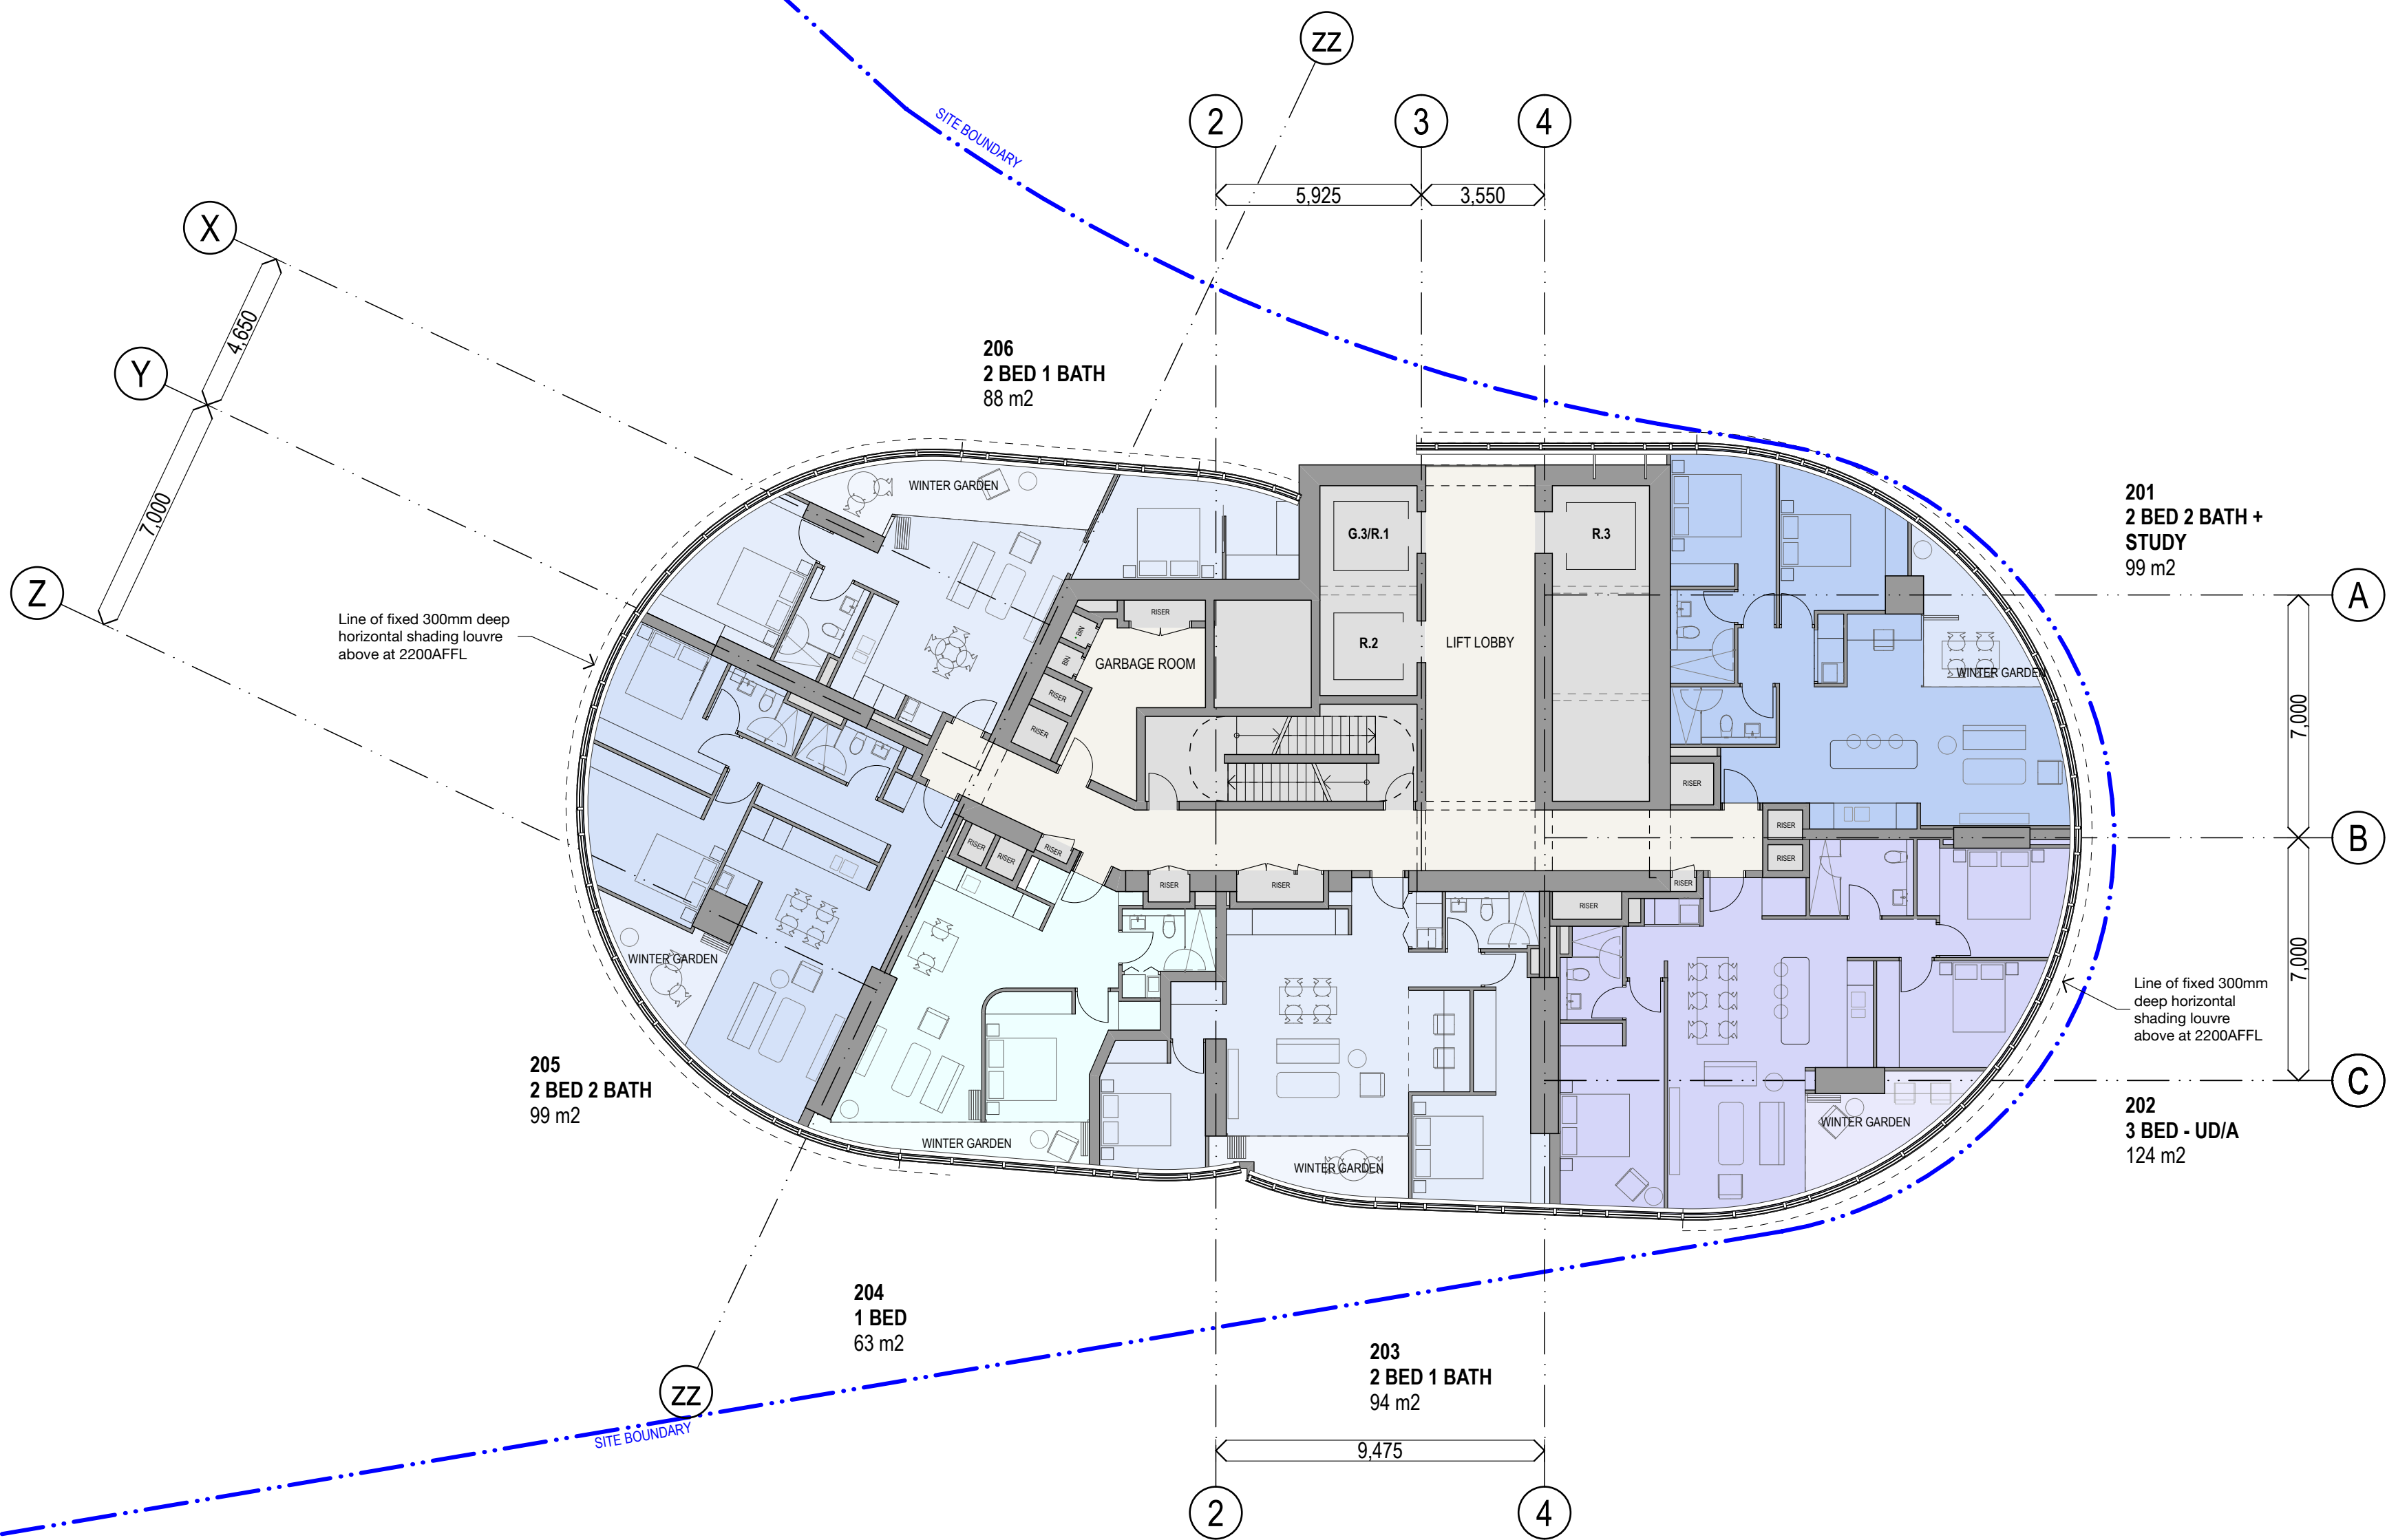 ZZ
2
3
4
SITE BOUNDARY
5,925
3,550
X
4,650
Y
7,000
Z
206
2 BED 1 BATH
88 m2
201
2 BED 2 BATH +
STUDY
99 m2
A
7,000
B
7,000
C
Line of fixed 300mm deep
horizontal shading louvre
above at 2200AFFL
WINTER GARDEN
G.3/R.1
R.3
RISER
BIN
BIN
GARBAGE ROOM
R.2
LIFT LOBBY
WINTER GARDEN
RISER
RISER
RISER
RISER
RISER
RISER
RISER
RISER
RISER
RISER
RISER
RISER
RISER
WINTER GARDEN
WINTER GARDEN
WINTER GARDEN
WINTER GARDEN
Line of fixed 300mm
deep horizontal
shading louvre
above at 2200AFFL
205
2 BED 2 BATH
99 m2
202
3 BED - UD/A
124 m2
204
1 BED
63 m2
203
2 BED 1 BATH
94 m2
ZZ
SITE BOUNDARY
9,475
2
4